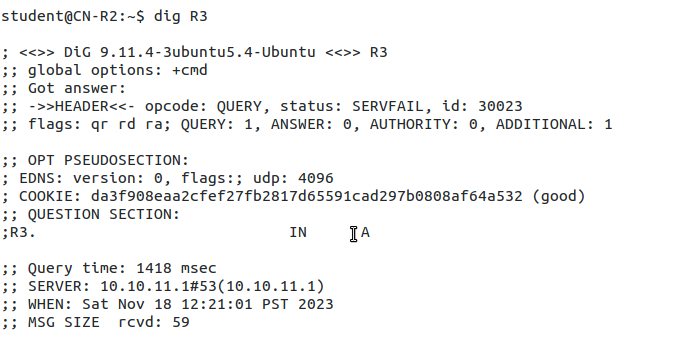 student@CN-R2:~$ dig R3
; <<>> DiG 9.11.4-3ubuntu5.4-Ubuntu <<>> R3
;; global options: +cmd
;; Got answer:
;; ->>HEADER<<- opcode: QUERY, status: SERVFAIL, id: 30023
;; flags: qr rd ra; QUERY: 1, ANSWER: 0, AUTHORITY: 0, ADDITIONAL: 1
;; OPT PSEUDOSECTION:
; EDNS: version: 0, flags:; udp: 4096
; COOKIE: da3f908eaa2cfef27fb2817d65591cad297b0808af64a532 (good)
;; QUESTION SECTION:
;R3. IN A
;; Query time: 1418 msec
;; SERVER: 10.10.11.1#53(10.10.11.1)
;; WHEN: Sat Nov 18 12:21:01 PST 2023
;; MSG SIZE rcvd: 59